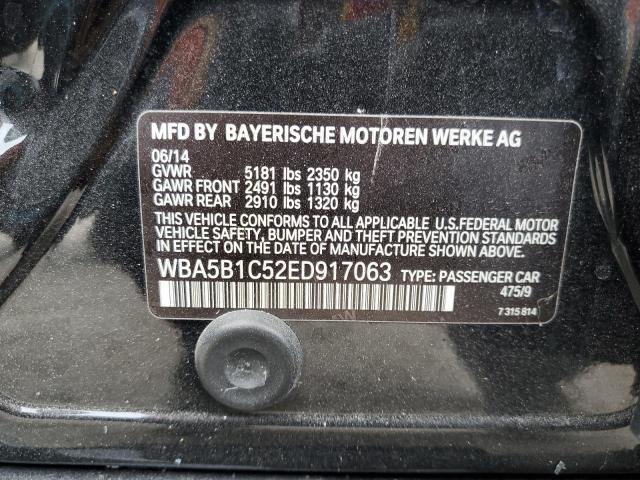 MFD BY BAYERISCHE MOTOREN WERKE AG
06/14
GVWR 5181 lbs 2350 kg
GAWR FRONT 2491 lbs 1130 kg
GAWR REAR 2910 lbs 1320 kg
THIS VEHICLE CONFORMS TO ALL APPLICABLE U.S.FEDERAL MOTOR
VEHICLE SAFETY, BUMPER AND THEFT PREVENTION STANDARDS
IN EFFECT ON THE DATE OF MANUFACTURE SHOWN ABOVE.
WBA5B1C52ED917063 TYPE: PASSENGER CAR
475/9
7 315 814